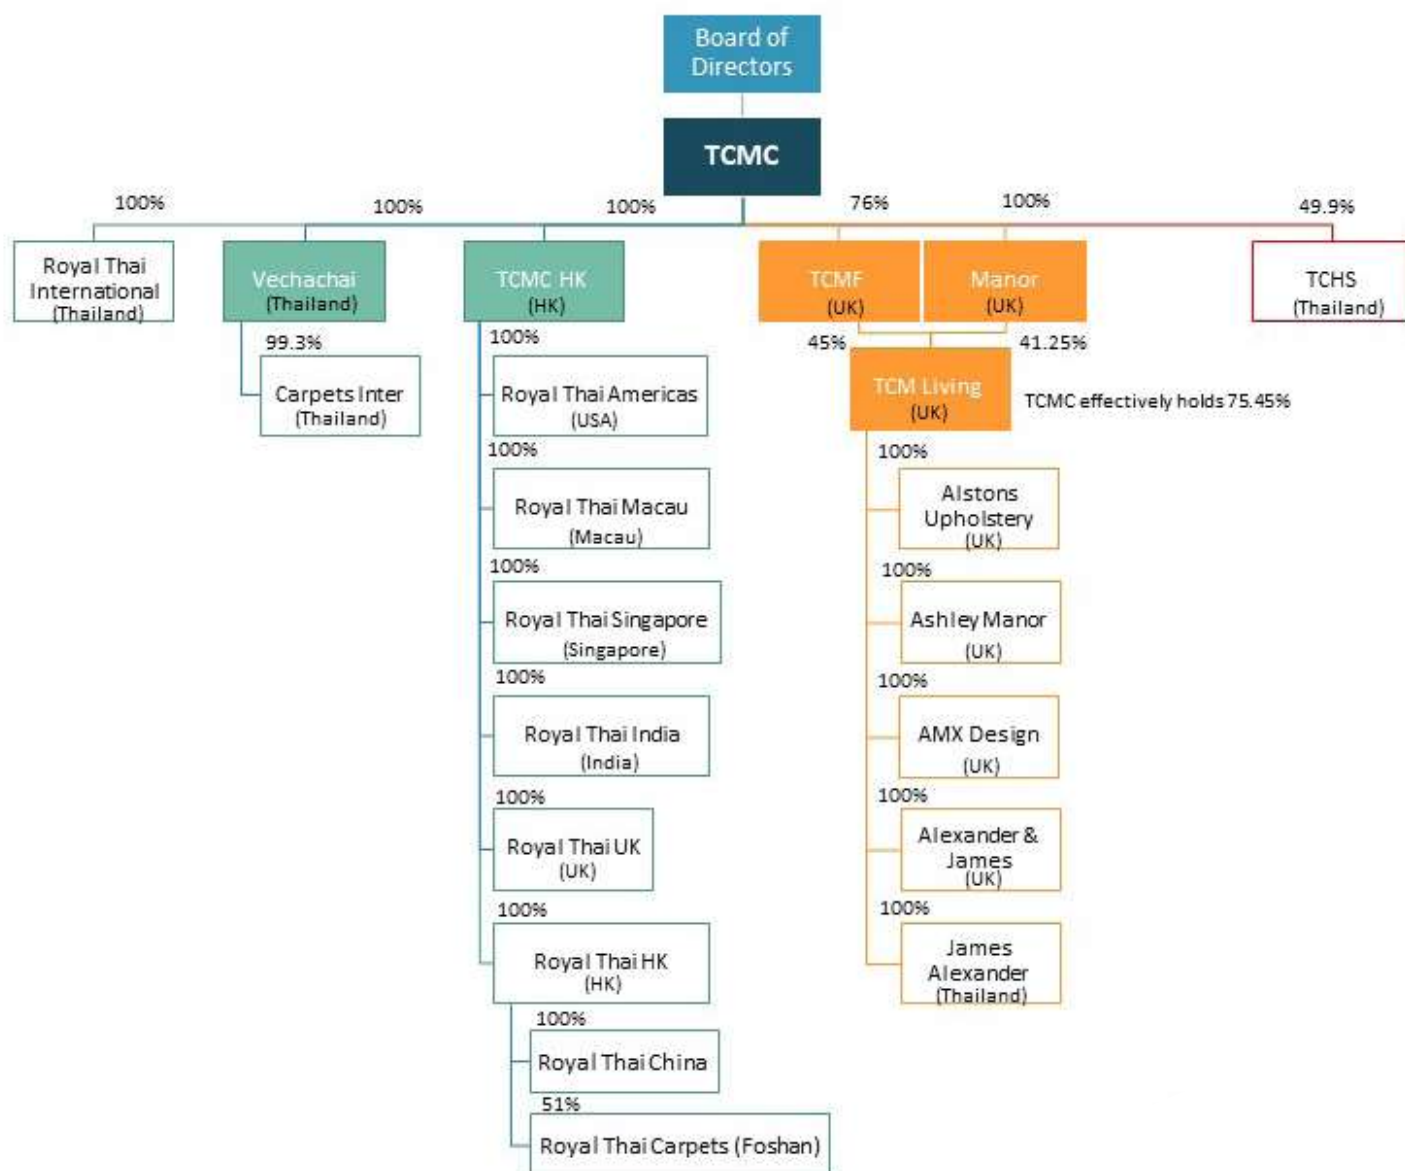 Board of
Directors
TCMC
100%
100%
100%
76%
100%
49.9%
Royal Thai
International
(Thailand)
Vechachai
(Thailand)
TCMC HK
(HK)
TCMF
(UK)
Manor
(UK)
TCHS
(Thailand)
99.3%
Carpets Inter
(Thailand)
100%
Royal Thai Americas
(USA)
100%
Royal Thai Macau
(Macau)
100%
Royal Thai Singapore
(Singapore)
100%
Royal Thai India
(India)
100%
Royal Thai UK
(UK)
100%
Royal Thai HK
(HK)
100%
Royal Thai China
51%
Royal Thai Carpets (Foshan)
45%
41.25%
TCM Living
(UK)
TCMC effectively holds 75.45%
100%
Alstons
Upholstery
(UK)
100%
Ashley Manor
(UK)
100%
AMX Design
(UK)
100%
Alexander &
James
(UK)
100%
James
Alexander
(Thailand)